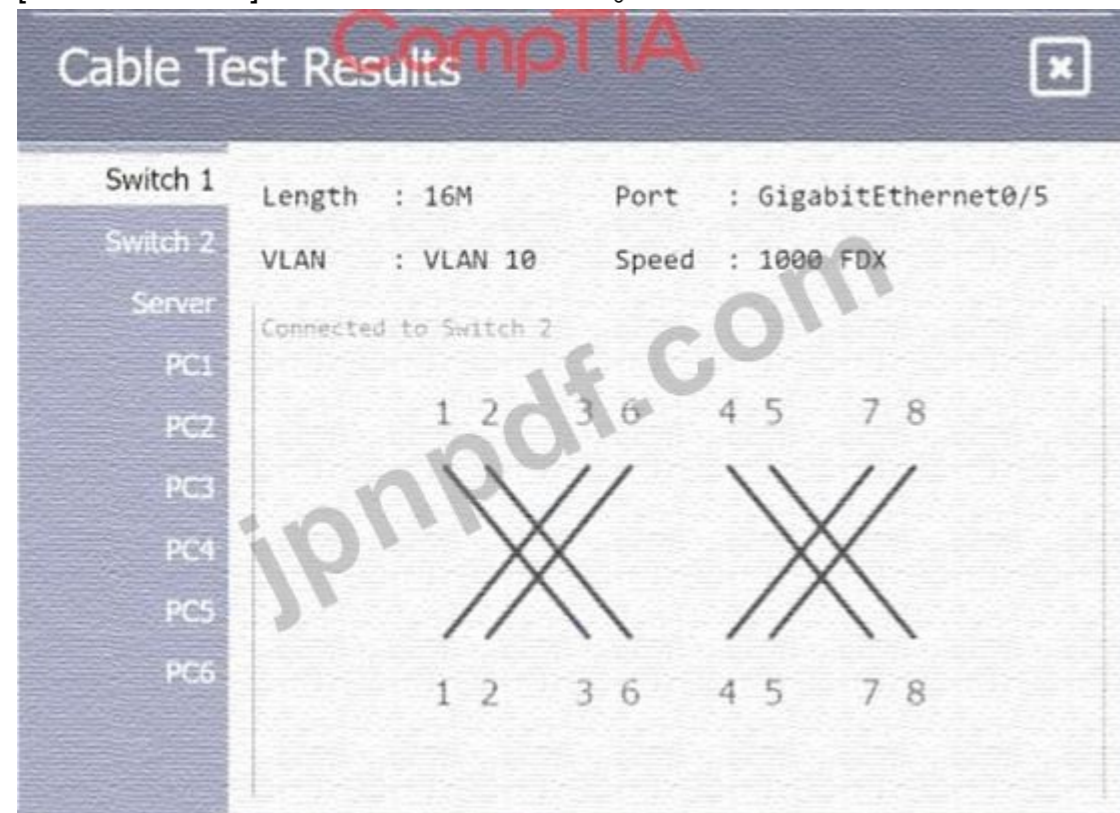 CompTIA
Cable Test Results
Switch 1
Switch 2
Server
PC1
PC2
PC3
PC4
PC5
PC6
Length : 16M Port : GigabitEthernet0/5
VLAN : VLAN 10 Speed : 1000 FDX
Connected to Switch 2
1 2 3 6 4 5 7 8
1 2 3 6 4 5 7 8
jpnpdf.com